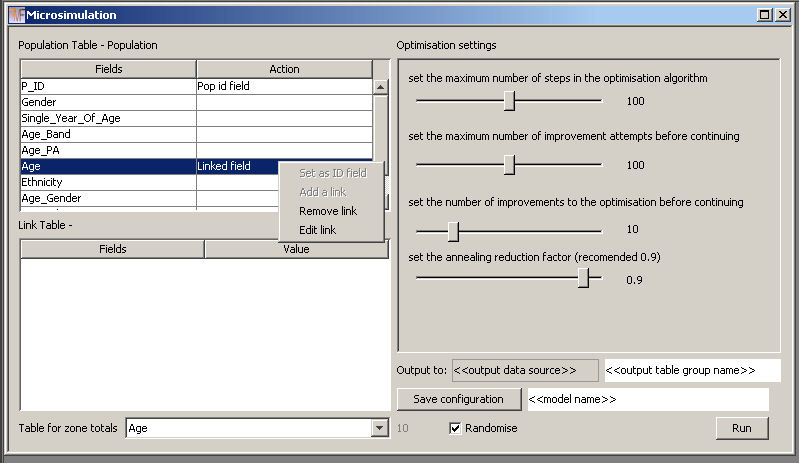 Microsimulation
Population Table - Population
Fields Action
P_ID Pop id field
Gender
Single_Year_Of_Age
Age_Band
Age_PA
Age Linked field
Ethnicity
Age_Gender
Set as ID field
Add a link
Remove link
Edit link
Link Table -
Fields Value
Table for zone totals Age 10
Optimisation settings
set the maximum number of steps in the optimisation algorithm
100
set the maximum number of improvement attempts before continuing
100
set the number of improvements to the optimisation before continuing
10
set the annealing reduction factor (recomended 0.9)
0.9
Output to: <<output data source>> <<output table group name>>
Save configuration <<model name>>
Randomise Run